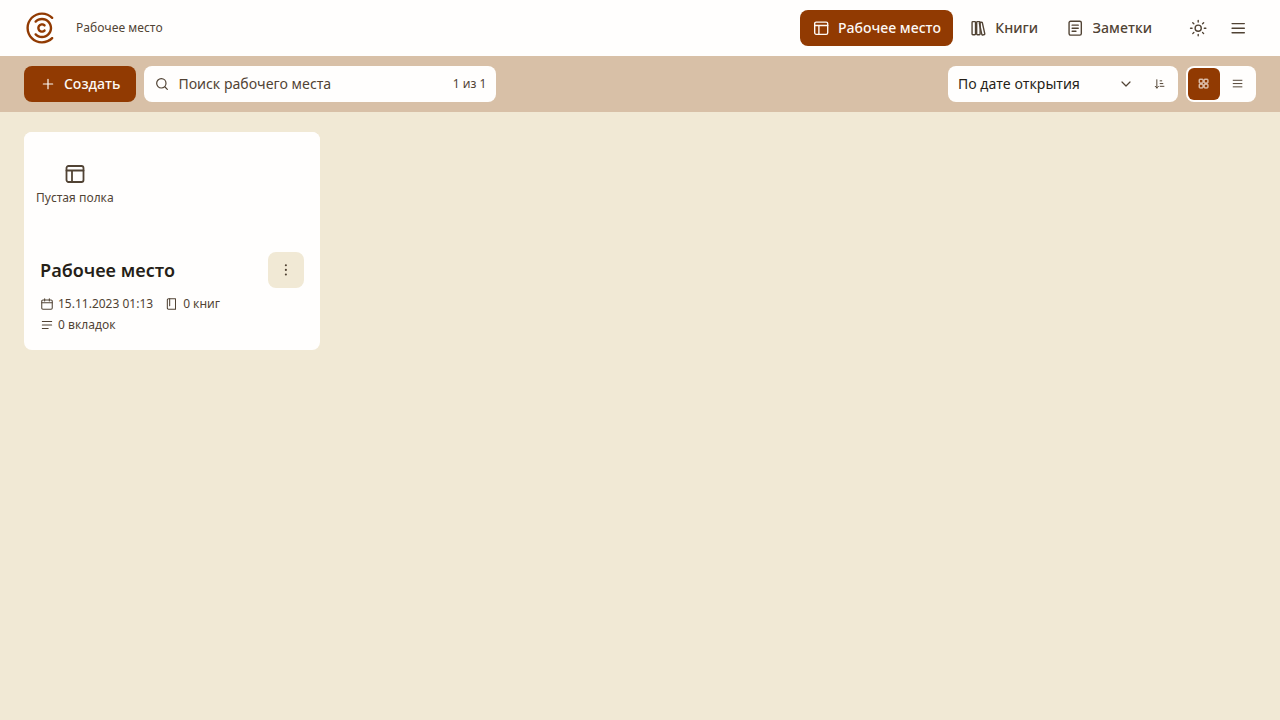 Рабочее место
Рабочее место
Книги
Заметки
Создать
Поиск рабочего места
1 из 1
По дате открытия
Пустая полка
Рабочее место
15.11.2023 01:13
0 книг
0 вкладок